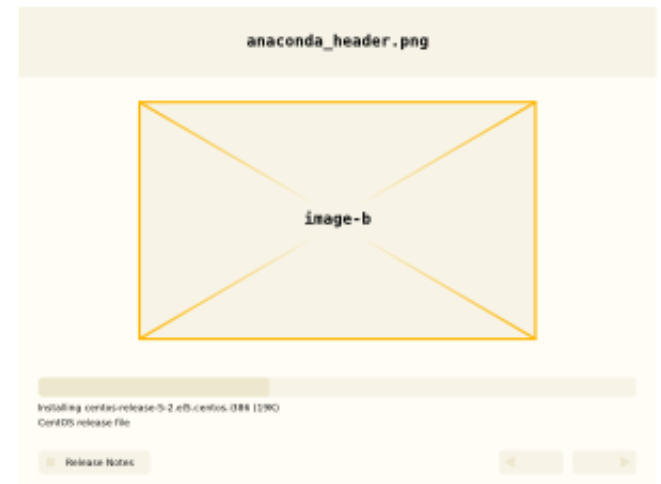 anaconda_header.png
image-b
Installing centos-release-5-2.el5.centos.i386 (19K)
CentOS release file
Release Notes